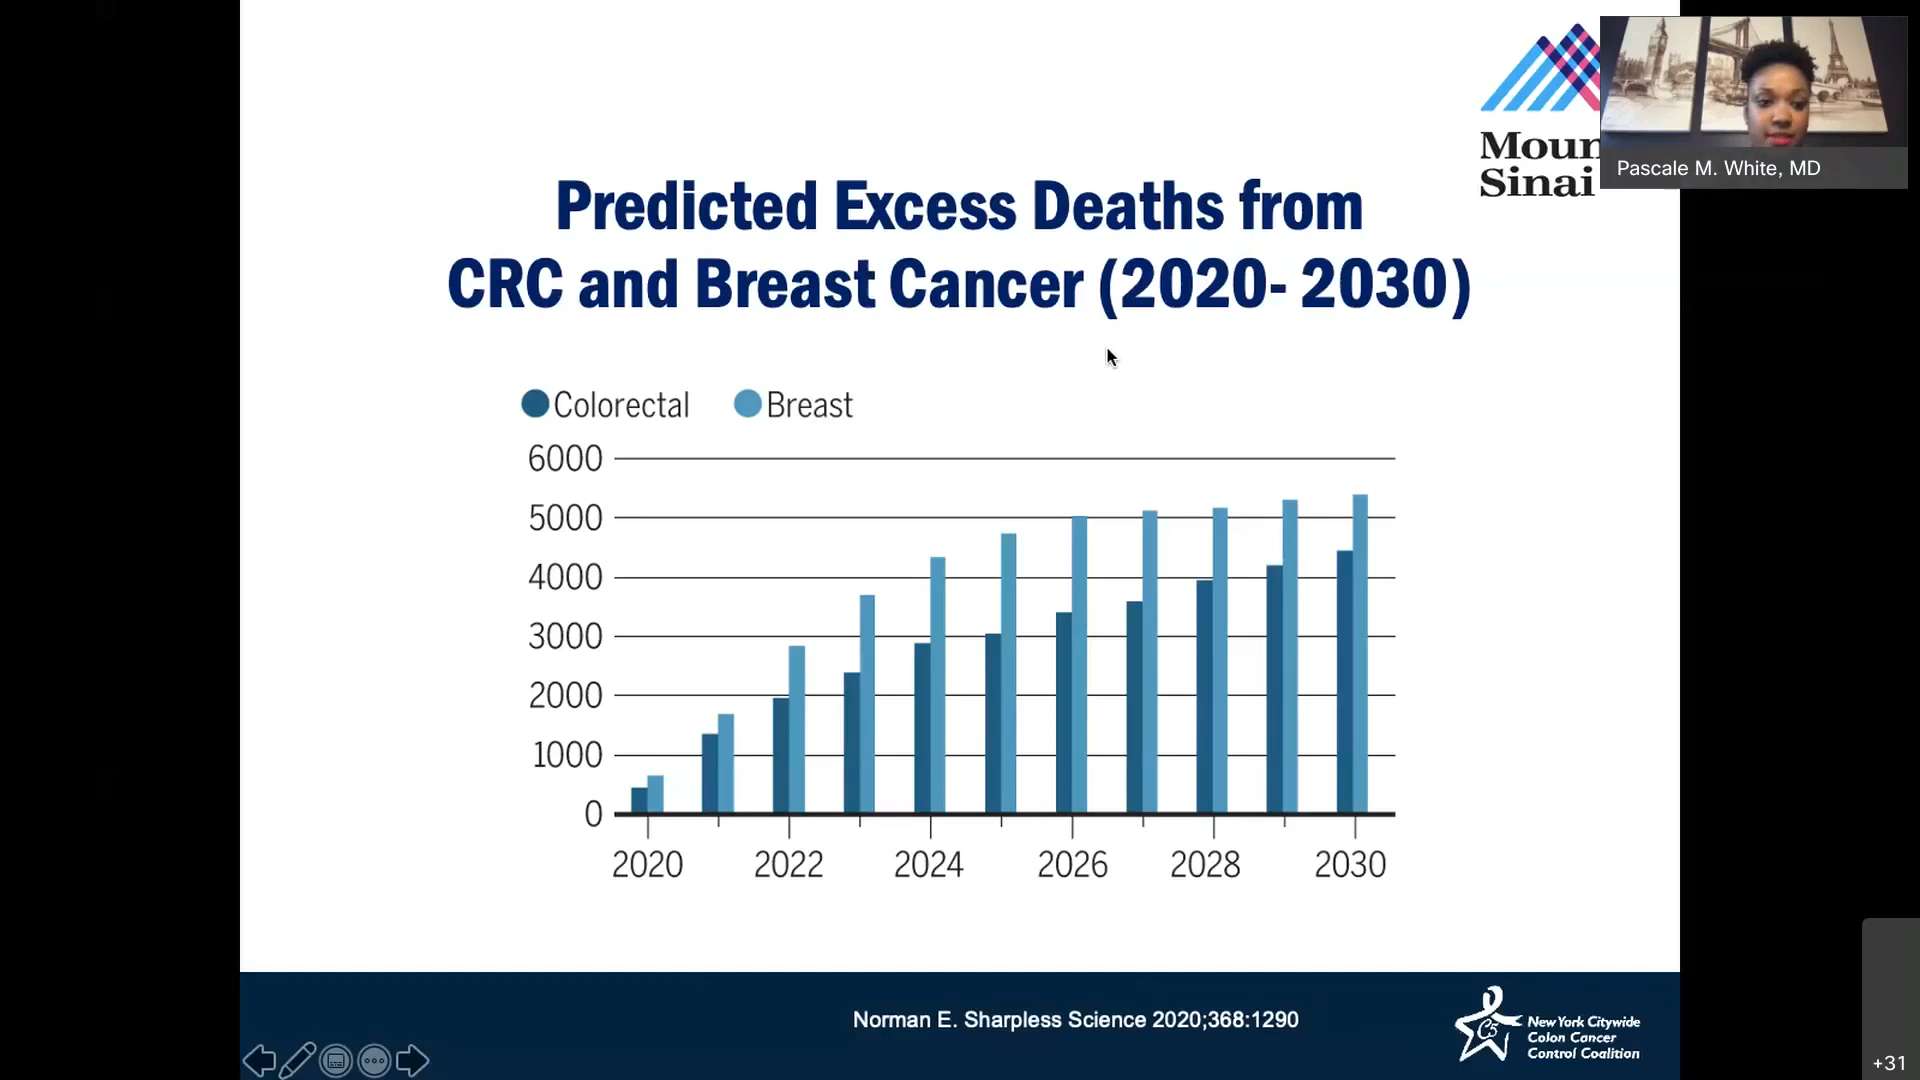 Moun
Sinai
Pascale M. White, MD
Predicted Excess Deaths from
CRC and Breast Cancer (2020- 2030)
Colorectal Breast
6000
5000
4000
3000
2000
1000
0
2020 2022 2024 2026 2028 2030
Norman E. Sharpless Science 2020;368:1290
C5
New York Citywide
Colon Cancer
Control Coalition
+31